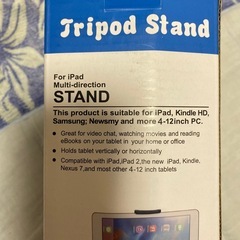 Tripod Stand
For iPad
Multi-direction
STAND
This product is suitable for iPad, Kindle HD,
Samsung; Newsmy and more 4-12inch PC.
• Great for video chat, watching movies and reading
eBooks on your tablet in your home or office
• Holds tablet vertically or horizontally
• Compatible with iPad,iPad 2,the new iPad, Kindle,
Nexus 7,and most other 4-12 inch tablets